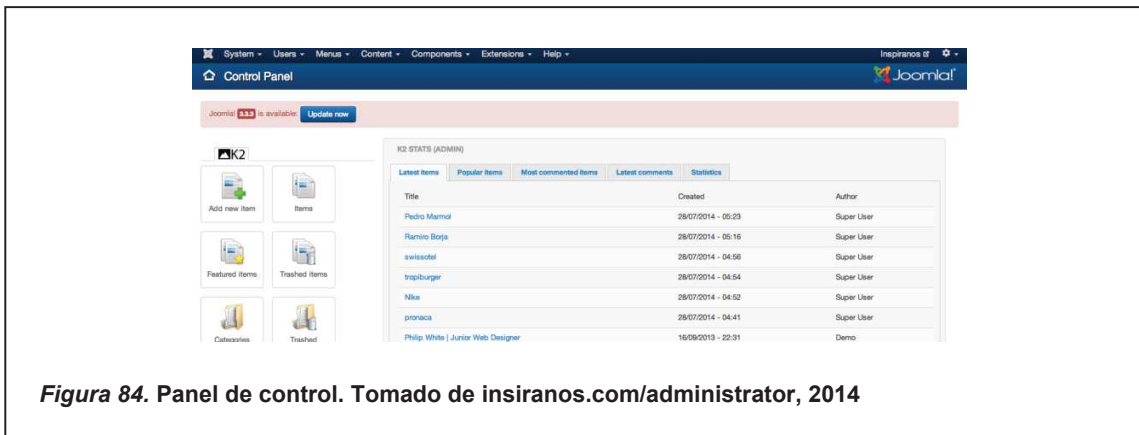 System Users Menus Content Components Extensions Help Inspiranos
Control Panel Joomla!
Joomla! 3.3.3 is available: Update now
K2
K2 STATS (ADMIN)
Latest items Popular items Most commented items Latest comments Statistics
Title Created Author
Add new item Items
Pedro Marmol 28/07/2014 - 05:23 Super User
Ramiro Borja 28/07/2014 - 05:16 Super User
swissotel 28/07/2014 - 04:56 Super User
Featured items Trashed items
tropiburger 28/07/2014 - 04:54 Super User
Nike 28/07/2014 - 04:52 Super User
pronaca 28/07/2014 - 04:41 Super User
Categories Trashed
Philip White | Junior Web Designer 16/09/2013 - 22:31 Demo
Figura 84. Panel de control. Tomado de insiranos.com/administrator, 2014